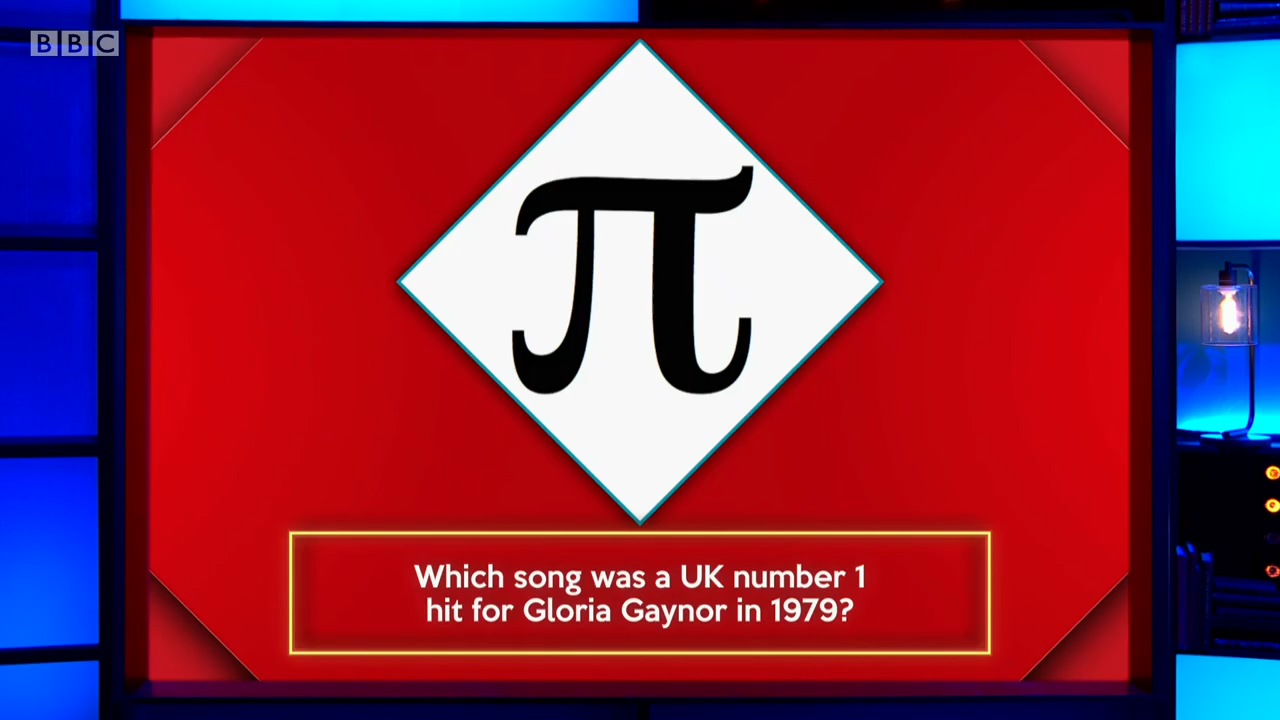 BBC
π
Which song was a UK number 1
hit for Gloria Gaynor in 1979?